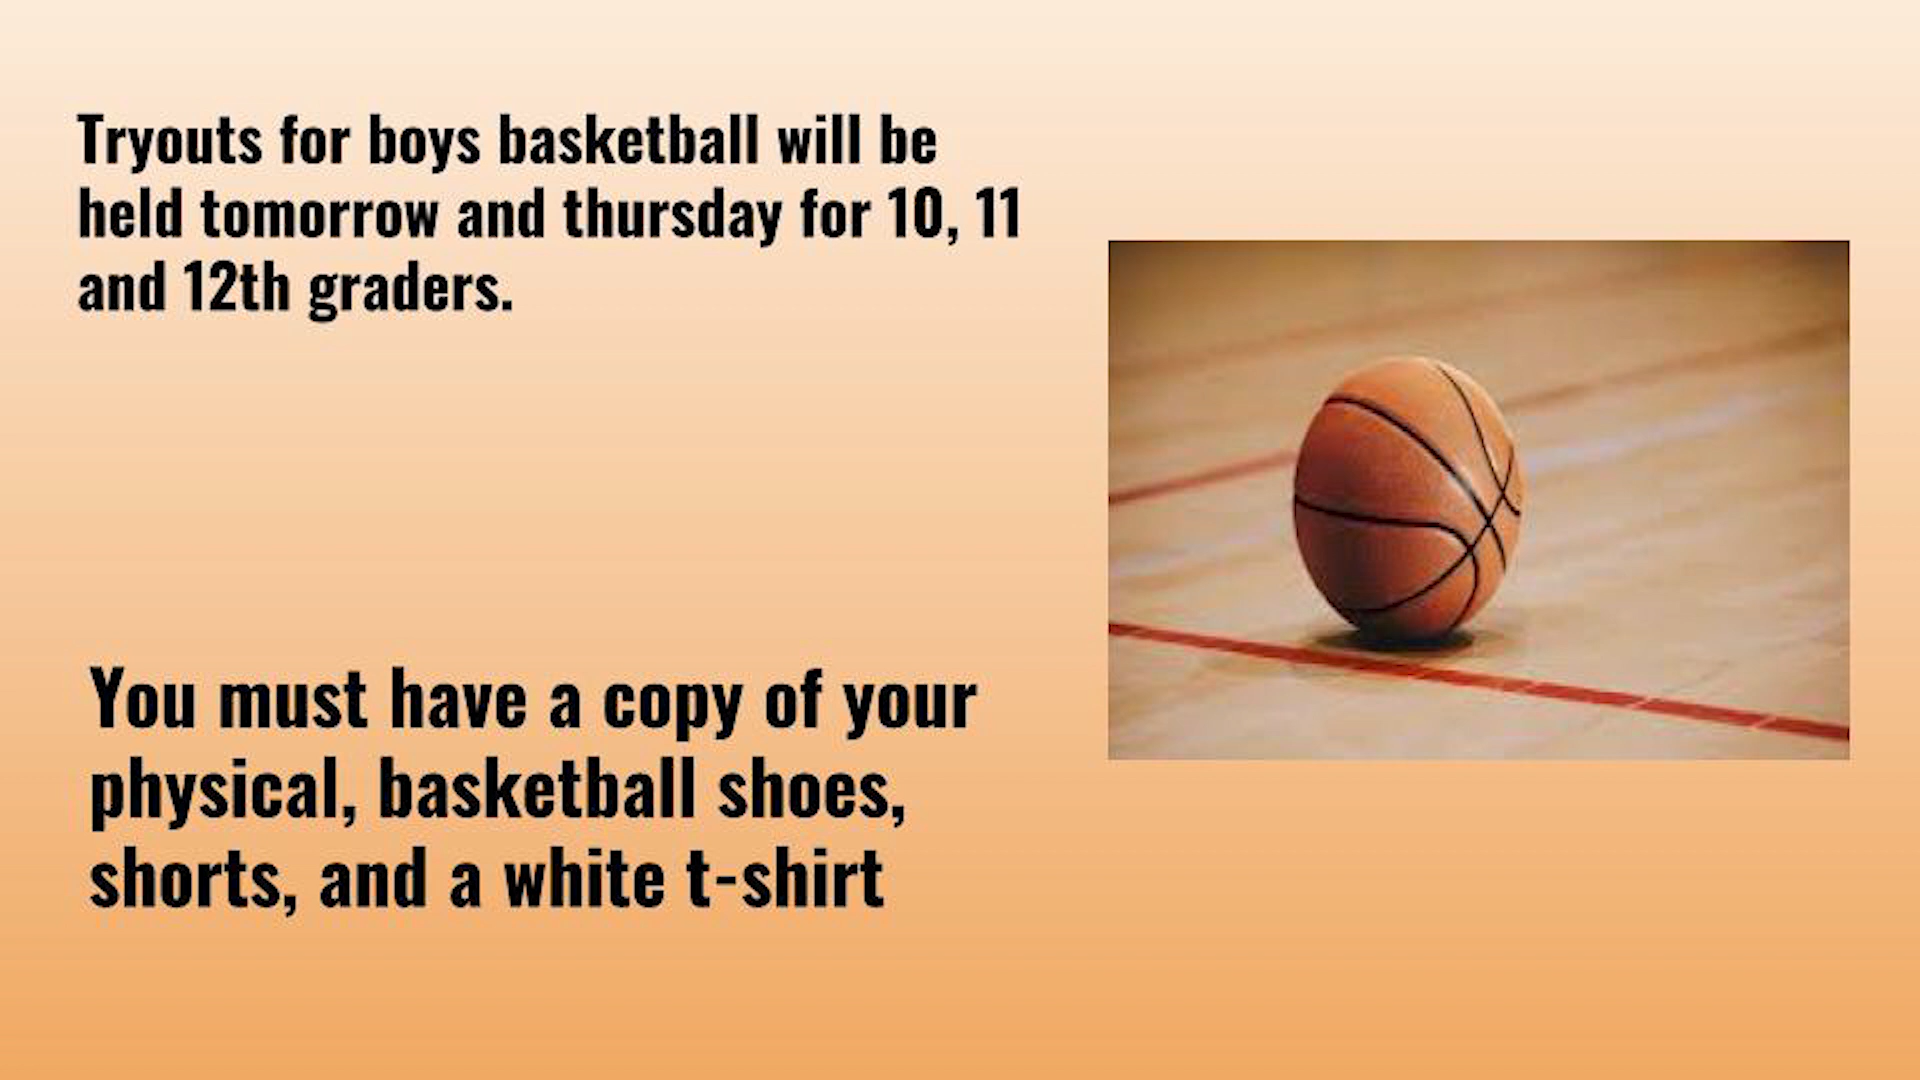 Tryouts for boys basketball will be
held tomorrow and thursday for 10, 11
and 12th graders.
You must have a copy of your
physical, basketball shoes,
shorts, and a white t-shirt